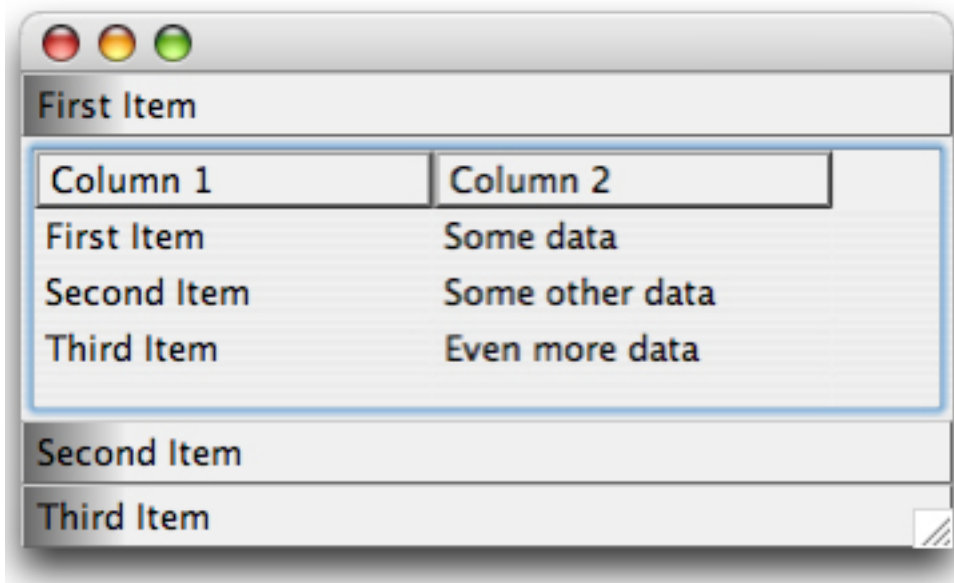 First Item
Column 1 Column 2
First Item Some data
Second Item Some other data
Third Item Even more data
Second Item
Third Item